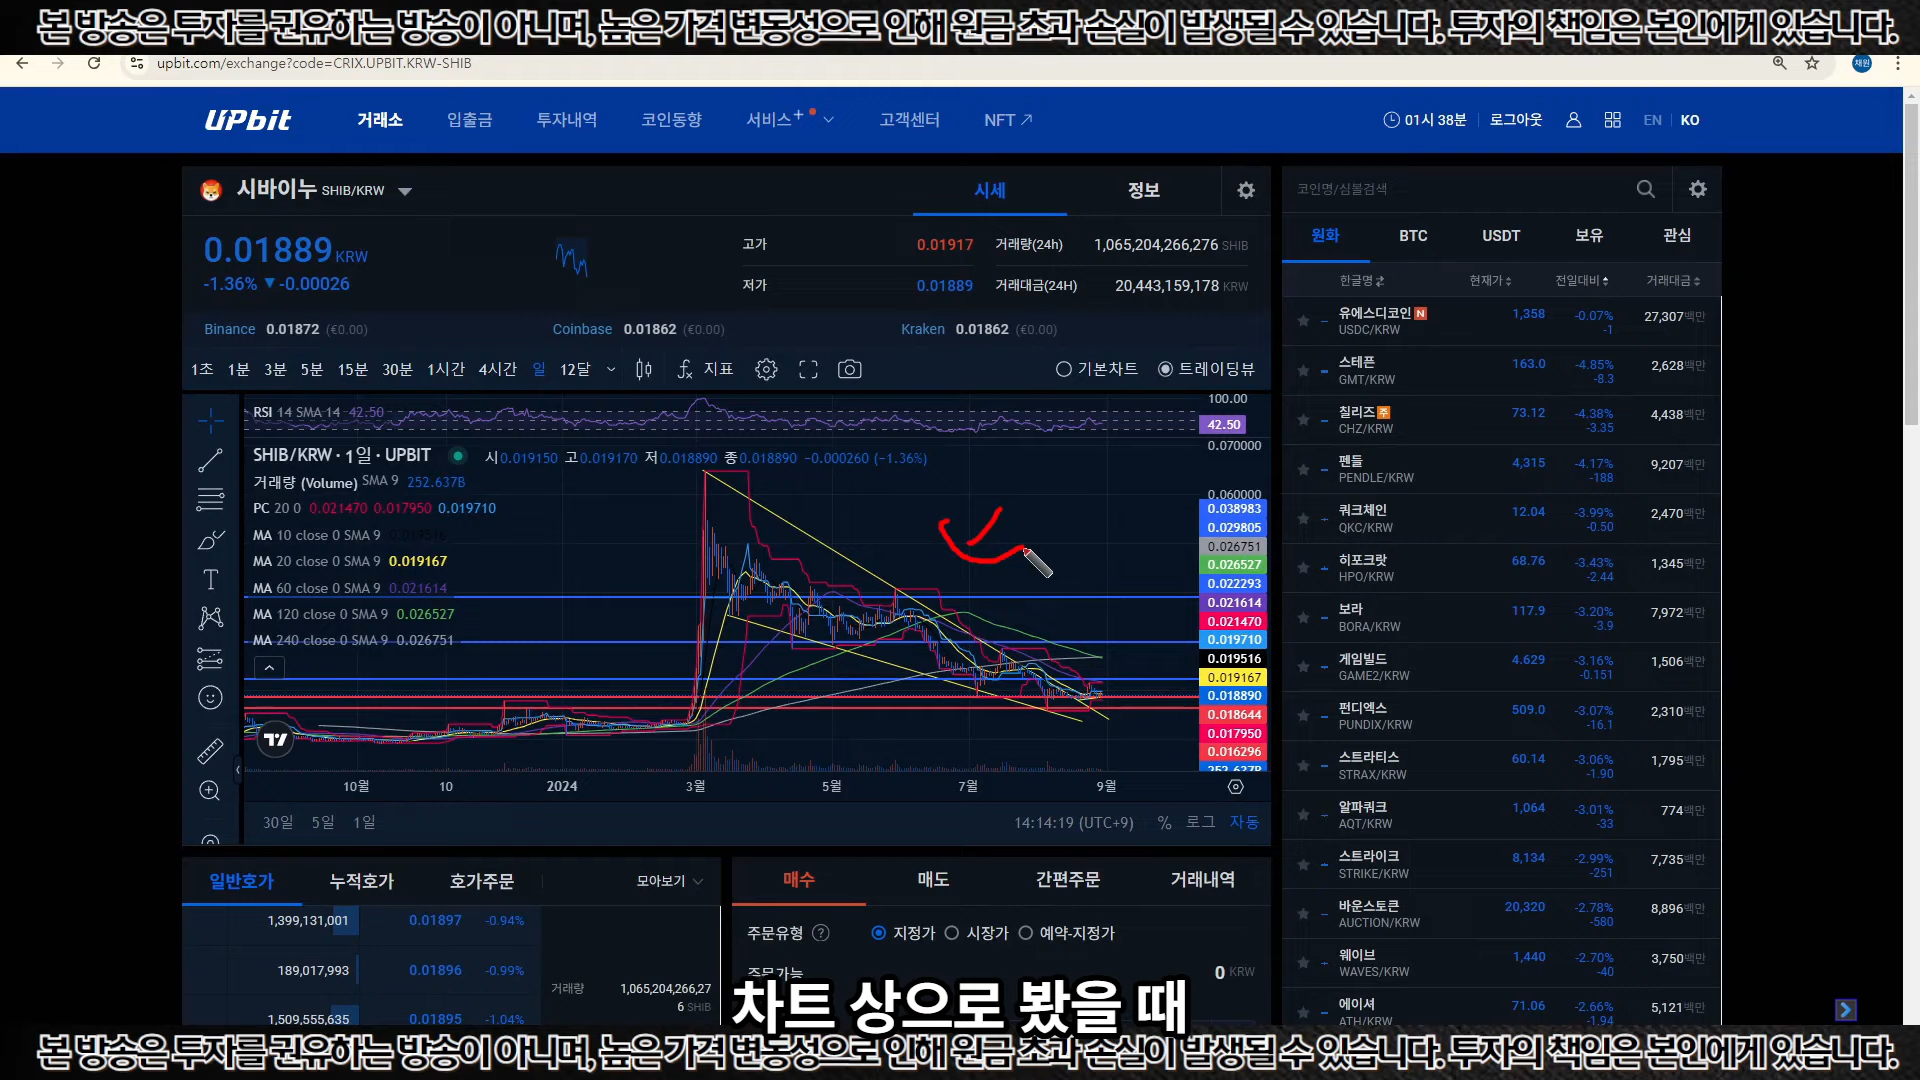 본 방송은 투자를 권유하는 방송이 아니며, 높은 가격 변동성으로 인해 원금 초과 손실이 발생될 수 있습니다. 투자의 책임은 본인에게 있습니다.
upbit.com/exchange?code=CRIX.UPBIT.KRW-SHIB
채원
UPbit 거래소 입출금 투자내역 코인동향 서비스+ 고객센터 NFT 01시 38분 로그아웃 EN KO
시바이누 SHIB/KRW 시세 정보
0.01889 KRW
-1.36% ▼-0.00026
고가 0.01917 거래량(24h) 1,065,204,266,276 SHIB
저가 0.01889 거래대금(24H) 20,443,159,178 KRW
Binance 0.01872 (€0.00) Coinbase 0.01862 (€0.00) Kraken 0.01862 (€0.00)
1초 1분 3분 5분 15분 30분 1시간 4시간 일 12달 지표 기본차트 트레이딩뷰
RSI 14 SMA 14 42.50
100.00
42.50
SHIB/KRW · 1일 · UPBIT 시0.019150 고0.019170 저0.018890 종0.018890 −0.000260 (−1.36%)
거래량 (Volume) SMA 9 252.637B
PC 20 0 0.021470 0.017950 0.019710
MA 10 close 0 SMA 9 0.019516
MA 20 close 0 SMA 9 0.019167
MA 60 close 0 SMA 9 0.021614
MA 120 close 0 SMA 9 0.026527
MA 240 close 0 SMA 9 0.026751
0.070000
0.060000
0.038983
0.029805
0.026751
0.026527
0.022293
0.021614
0.021470
0.019710
0.019516
0.019167
0.018890
0.018644
0.017950
0.016296
252.637B
10월 10 2024 3월 5월 7월 9월
30일 5일 1일 14:14:19 (UTC+9) % 로그 자동
일반호가 누적호가 호가주문 모아보기
1,399,131,001 0.01897 -0.94%
189,017,993 0.01896 -0.99%
1,509,555,635 0.01895 -1.04%
거래량 1,065,204,266,27
6 SHIB
매수 매도 간편주문 거래내역
주문유형 ? 지정가 시장가 예약-지정가
주문가능 0 KRW
코인명/심볼검색
원화 BTC USDT 보유 관심
한글명 현재가 전일대비 거래대금
유에스디코인 N 1,358 -0.07% 27,307백만
USDC/KRW -1
스테픈 163.0 -4.85% 2,628백만
GMT/KRW -8.3
칠리즈 주 73.12 -4.38% 4,438백만
CHZ/KRW -3.35
펜들 4,315 -4.17% 9,207백만
PENDLE/KRW -188
쿼크체인 12.04 -3.99% 2,470백만
QKC/KRW -0.50
히포크랏 68.76 -3.43% 1,345백만
HPO/KRW -2.44
보라 117.9 -3.20% 7,972백만
BORA/KRW -3.9
게임빌드 4.629 -3.16% 1,506백만
GAME2/KRW -0.151
펀디엑스 509.0 -3.07% 2,310백만
PUNDIX/KRW -16.1
스트라티스 60.14 -3.06% 1,795백만
STRAX/KRW -1.90
알파쿼크 1,064 -3.01% 774백만
AQT/KRW -33
스트라이크 8,134 -2.99% 7,735백만
STRIKE/KRW -251
바운스토큰 20,320 -2.78% 8,896백만
AUCTION/KRW -580
웨이브 1,440 -2.70% 3,750백만
WAVES/KRW -40
에이셔 71.06 -2.66% 5,121백만
ATH/KRW -1.94
차트 상으로 봤을 때
본 방송은 투자를 권유하는 방송이 아니며, 높은 가격 변동성으로 인해 원금 초과 손실이 발생될 수 있습니다. 투자의 책임은 본인에게 있습니다.